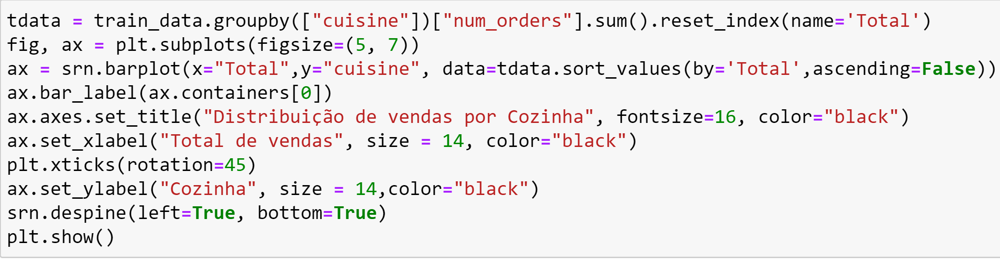 tdata = train_data.groupby(["cuisine"])["num_orders"].sum().reset_index(name='Total')
fig, ax = plt.subplots(figsize=(5, 7))
ax = srn.barplot(x="Total",y="cuisine", data=tdata.sort_values(by='Total',ascending=False))
ax.bar_label(ax.containers[0])
ax.axes.set_title("Distribuição de vendas por Cozinha", fontsize=16, color="black")
ax.set_xlabel("Total de vendas", size = 14, color="black")
plt.xticks(rotation=45)
ax.set_ylabel("Cozinha", size = 14,color="black")
srn.despine(left=True, bottom=True)
plt.show()